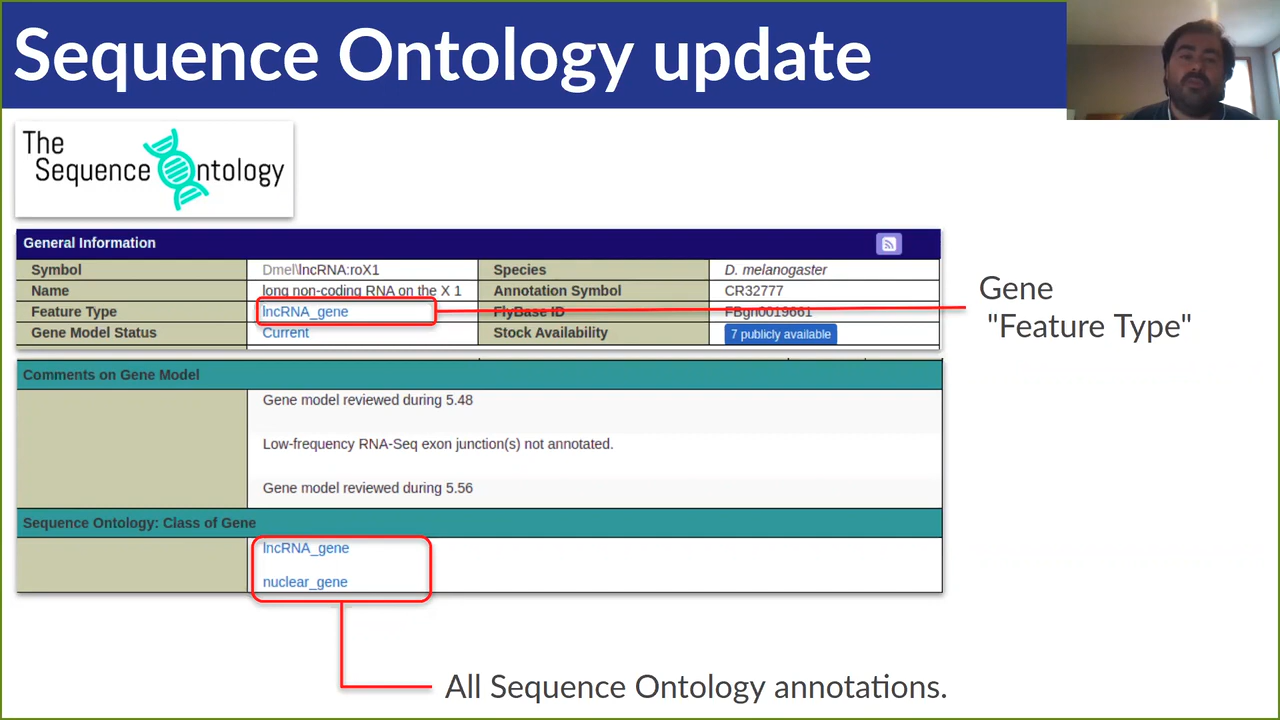 Sequence Ontology update
The
Sequence Ontology
General Information
Symbol Dmel\lncRNA:roX1 Species D. melanogaster
Name long non-coding RNA on the X 1 Annotation Symbol CR32777
Feature Type lncRNA_gene FlyBase ID FBgn0019661
Gene Model Status Current Stock Availability 7 publicly available
Gene
"Feature Type"
Comments on Gene Model
Gene model reviewed during 5.48
Low-frequency RNA-Seq exon junction(s) not annotated.
Gene model reviewed during 5.56
Sequence Ontology: Class of Gene
lncRNA_gene
nuclear_gene
All Sequence Ontology annotations.